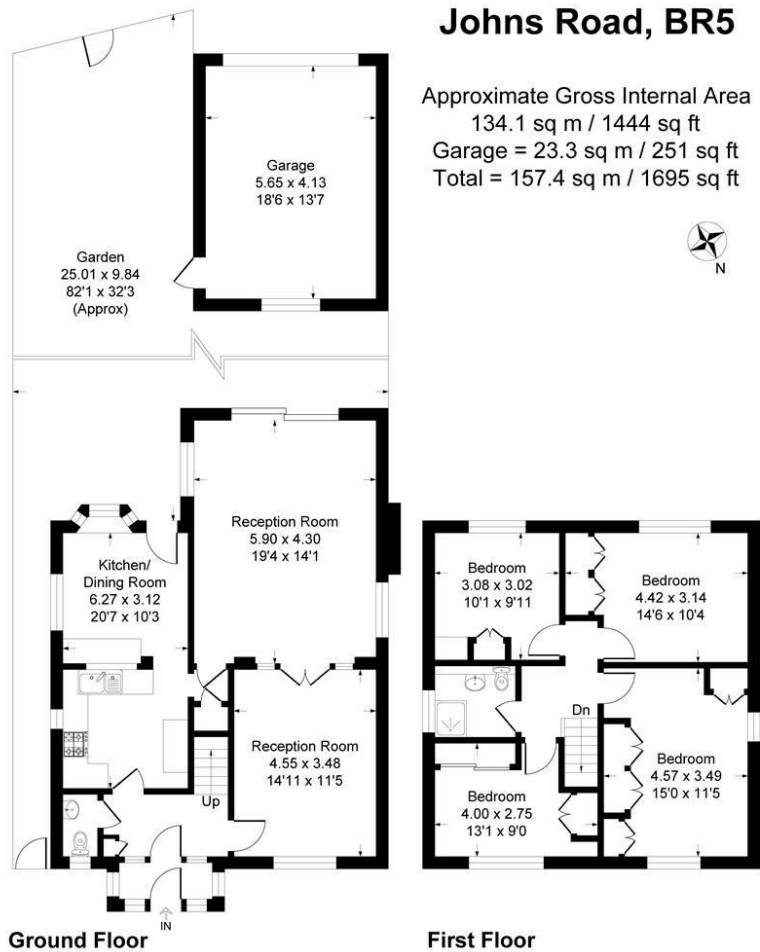 Johns Road, BR5
Approximate Gross Internal Area
134.1 sq m / 1444 sq ft
Garage = 23.3 sq m / 251 sq ft
Total = 157.4 sq m / 1695 sq ft
N
Garage
5.65 x 4.13
18'6 x 13'7
Garden
25.01 x 9.84
82'1 x 32'3
(Approx)
Reception Room
5.90 x 4.30
19'4 x 14'1
Kitchen/
Dining Room
6.27 x 3.12
20'7 x 10'3
Reception Room
4.55 x 3.48
14'11 x 11'5
Up
IN
Ground Floor
Bedroom
3.08 x 3.02
10'1 x 9'11
Bedroom
4.42 x 3.14
14'6 x 10'4
Dn
Bedroom
4.57 x 3.49
15'0 x 11'5
Bedroom
4.00 x 2.75
13'1 x 9'0
First Floor